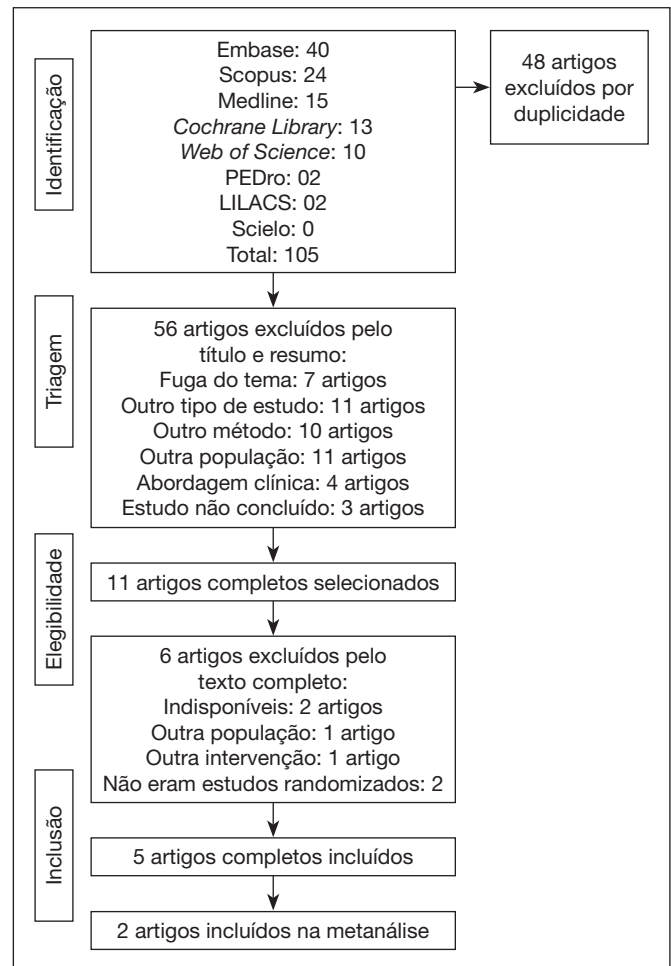 Identificação
Embase: 40
Scopus: 24
Medline: 15
Cochrane Library: 13
Web of Science: 10
PEDro: 02
LILACS: 02
Scielo: 0
Total: 105
48 artigos
excluídos por
duplicidade
Triagem
56 artigos excluídos pelo
título e resumo:
Fuga do tema: 7 artigos
Outro tipo de estudo: 11 artigos
Outro método: 10 artigos
Outra população: 11 artigos
Abordagem clínica: 4 artigos
Estudo não concluído: 3 artigos
Elegibilidade
11 artigos completos selecionados
6 artigos excluídos pelo
texto completo:
Indisponíveis: 2 artigos
Outra população: 1 artigo
Outra intervenção: 1 artigo
Não eram estudos randomizados: 2
Inclusão
5 artigos completos incluídos
2 artigos incluídos na metanálise